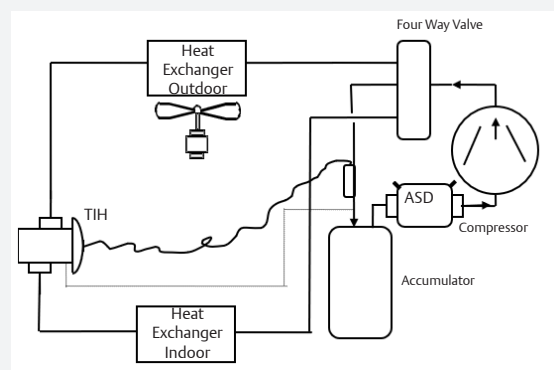 Four Way Valve
Heat
Exchanger
Outdoor
TIH
ASD
Compressor
Accumulator
Heat
Exchanger
Indoor